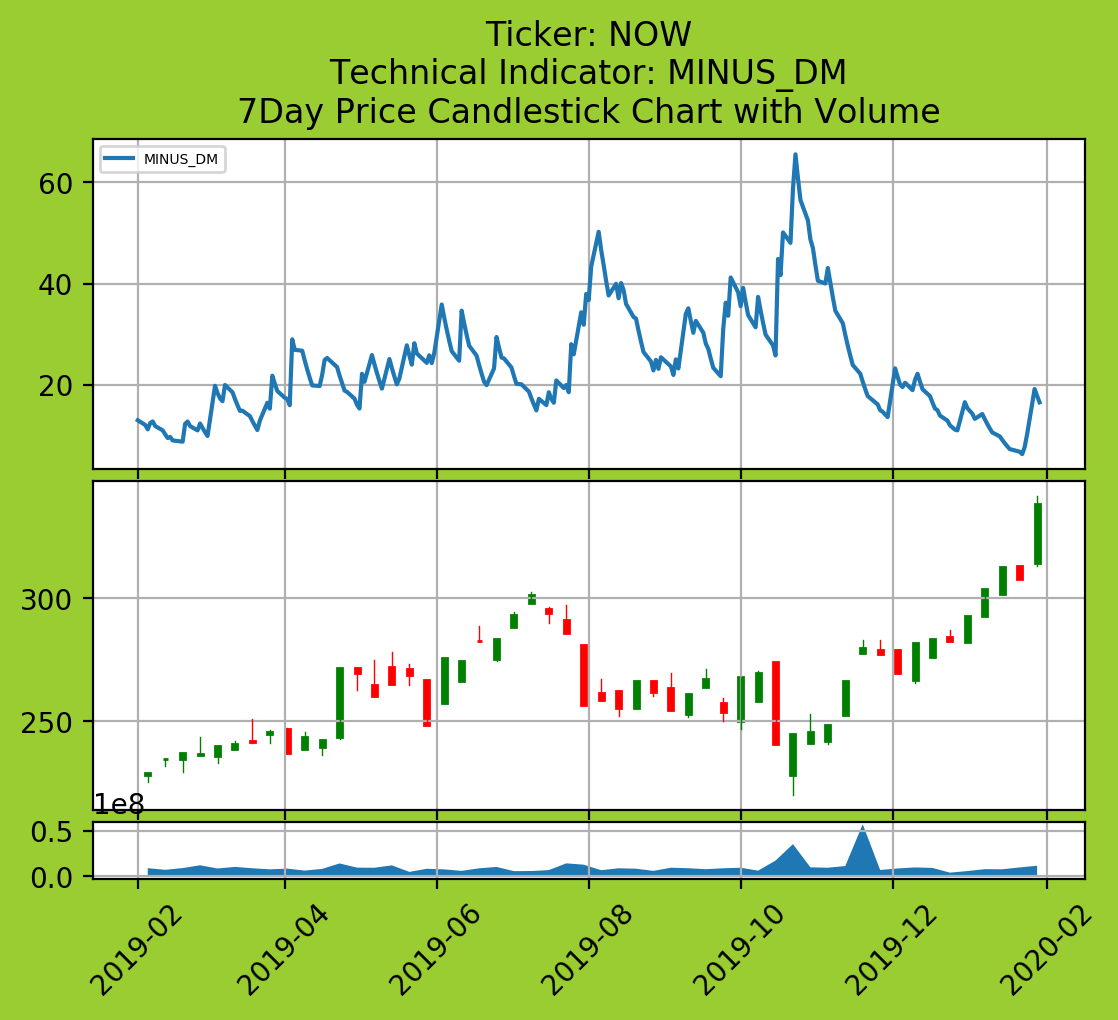 Ticker: NOW
Technical Indicator: MINUS_DM
7Day Price Candlestick Chart with Volume
MINUS_DM
60
40
20
300
250
1e8
0.5
0.0
2019-02
2019-04
2019-06
2019-08
2019-10
2019-12
2020-02